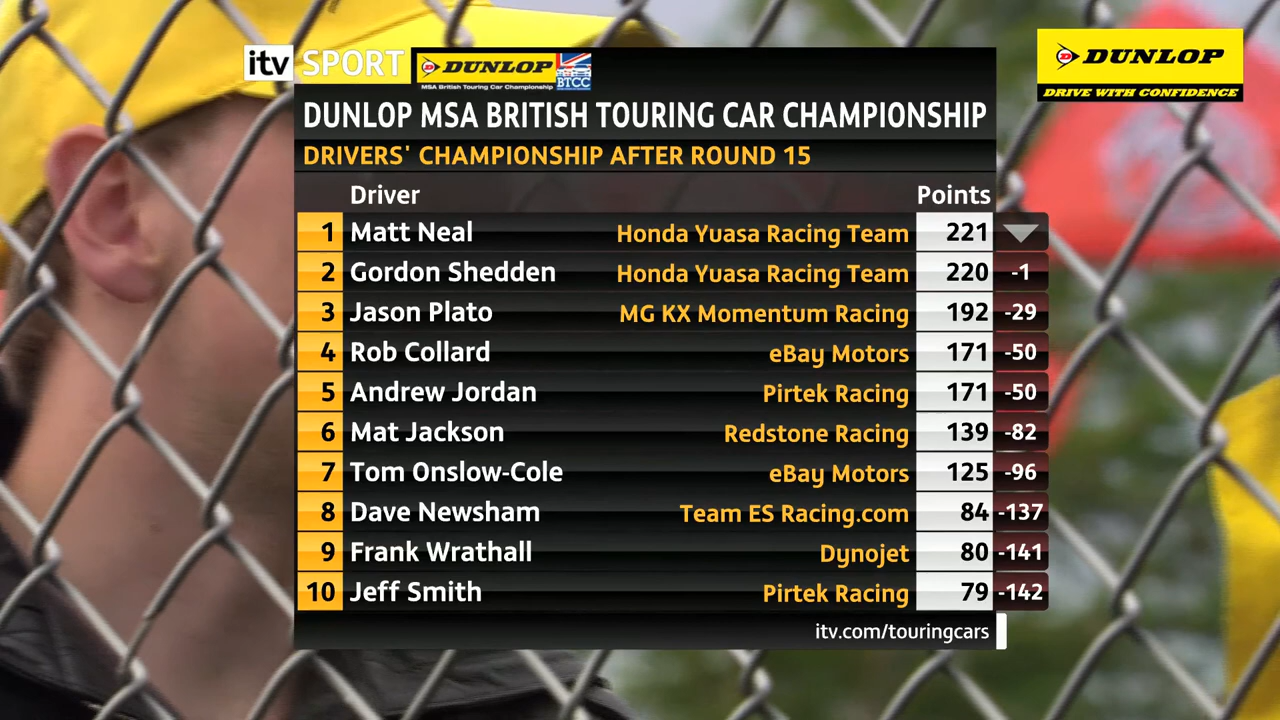 itv SPORT DUNLOP BTCC
MSA British Touring Car Championship
DUNLOP
DRIVE WITH CONFIDENCE
DUNLOP MSA BRITISH TOURING CAR CHAMPIONSHIP
DRIVERS' CHAMPIONSHIP AFTER ROUND 15
Driver Points
1 Matt Neal Honda Yuasa Racing Team 221
2 Gordon Shedden Honda Yuasa Racing Team 220 -1
3 Jason Plato MG KX Momentum Racing 192 -29
4 Rob Collard eBay Motors 171 -50
5 Andrew Jordan Pirtek Racing 171 -50
6 Mat Jackson Redstone Racing 139 -82
7 Tom Onslow-Cole eBay Motors 125 -96
8 Dave Newsham Team ES Racing.com 84 -137
9 Frank Wrathall Dynojet 80 -141
10 Jeff Smith Pirtek Racing 79 -142
itv.com/touringcars